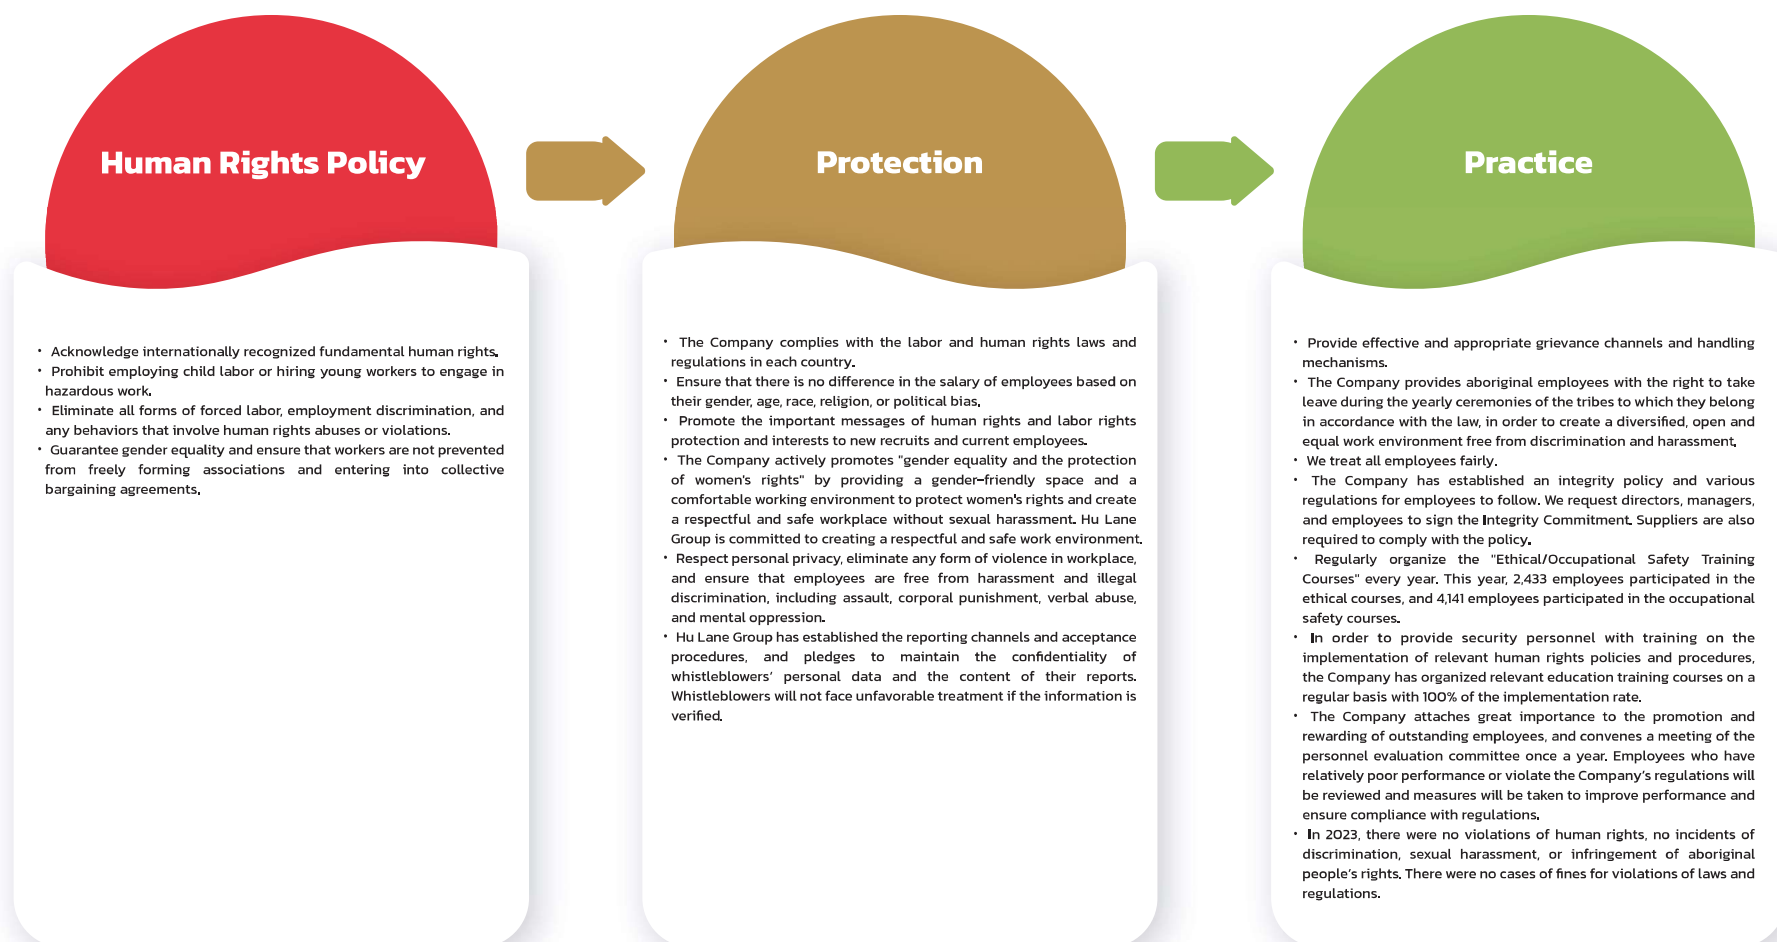 Human Rights Policy
• Acknowledge internationally recognized fundamental human rights.
• Prohibit employing child labor or hiring young workers to engage in
hazardous work.
• Eliminate all forms of forced labor, employment discrimination, and
any behaviors that involve human rights abuses or violations.
• Guarantee gender equality and ensure that workers are not prevented
from freely forming associations and entering into collective
bargaining agreements.
Protection
• The Company complies with the labor and human rights laws and
regulations in each country.
• Ensure that there is no difference in the salary of employees based on
their gender, age, race, religion, or political bias.
• Promote the important messages of human rights and labor rights
protection and interests to new recruits and current employees.
• The Company actively promotes "gender equality and the protection
of women's rights" by providing a gender-friendly space and a
comfortable working environment to protect women's rights and create
a respectful and safe workplace without sexual harassment. Hu Lane
Group is committed to creating a respectful and safe work environment.
• Respect personal privacy, eliminate any form of violence in workplace,
and ensure that employees are free from harassment and illegal
discrimination, including assault, corporal punishment, verbal abuse,
and mental oppression.
• Hu Lane Group has established the reporting channels and acceptance
procedures, and pledges to maintain the confidentiality of
whistleblowers' personal data and the content of their reports.
Whistleblowers will not face unfavorable treatment if the information is
verified.
Practice
• Provide effective and appropriate grievance channels and handling
mechanisms.
• The Company provides aboriginal employees with the right to take
leave during the yearly ceremonies of the tribes to which they belong
in accordance with the law, in order to create a diversified, open and
equal work environment free from discrimination and harassment.
• We treat all employees fairly.
• The Company has established an integrity policy and various
regulations for employees to follow. We request directors, managers,
and employees to sign the Integrity Commitment. Suppliers are also
required to comply with the policy.
• Regularly organize the "Ethical/Occupational Safety Training
Courses" every year. This year, 2,433 employees participated in the
ethical courses, and 4,141 employees participated in the occupational
safety courses.
• In order to provide security personnel with training on the
implementation of relevant human rights policies and procedures,
the Company has organized relevant education training courses on a
regular basis with 100% of the implementation rate.
• The Company attaches great importance to the promotion and
rewarding of outstanding employees, and convenes a meeting of the
personnel evaluation committee once a year. Employees who have
relatively poor performance or violate the Company's regulations will
be reviewed and measures will be taken to improve performance and
ensure compliance with regulations.
• In 2023, there were no violations of human rights, no incidents of
discrimination, sexual harassment, or infringement of aboriginal
people's rights. There were no cases of fines for violations of laws and
regulations.